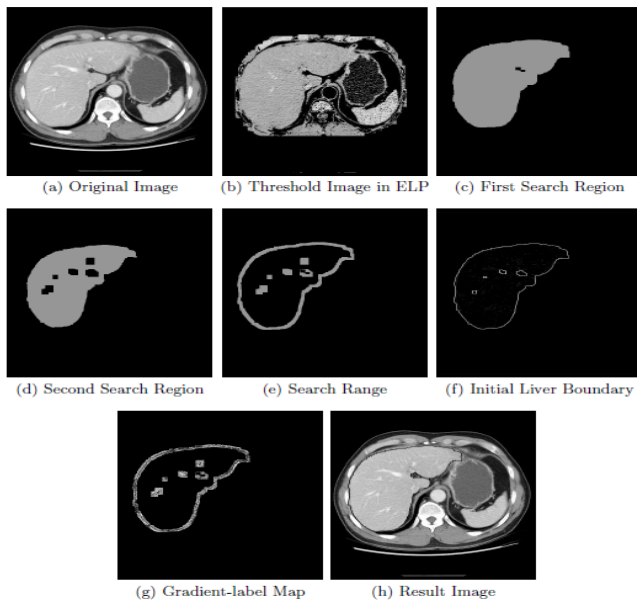 (a) Original Image
(b) Threshold Image in ELP
(c) First Search Region
(d) Second Search Region
(e) Search Range
(f) Initial Liver Boundary
(g) Gradient-label Map
(h) Result Image